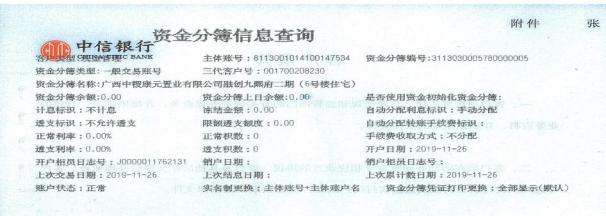 附件 张
资金分簿信息查询
中信银行
CHINA CITIC BANK
客户类型:现金管理 主体账号:8113001014100147534 资金分簿编号:3113030005780000005
资金分簿类型:一般交易账号 三代客户号:001700208230
资金分簿名称:广西中稷康元置业有限公司融创九熙府二期(6号楼住宅)
资金分簿余额:0.00 资金分簿上日余额:0.00 是否使用资金初始化资金分簿:
计息标识:不计息 冻结金额:0.00 自动分配利息标识:手动分配
透支标识:不允许透支 限额透支额度:0.00 自动分配转账手续费标识:
正常利率:0.00% 正常积数:0 手续费收取方式:不分配
透支利率:0.00% 透支积数:0 开户日期:2019-11-26
开户柜员日志号:J0000011762131 销户日期: 销户柜员日志号:
上次交易日期:2019-11-26 上次结息日期: 上次累计数日期:2019-11-26
账户状态:正常 实名制更换:主体账号+主体账户名 资金分簿凭证打印更换:全部显示(默认)